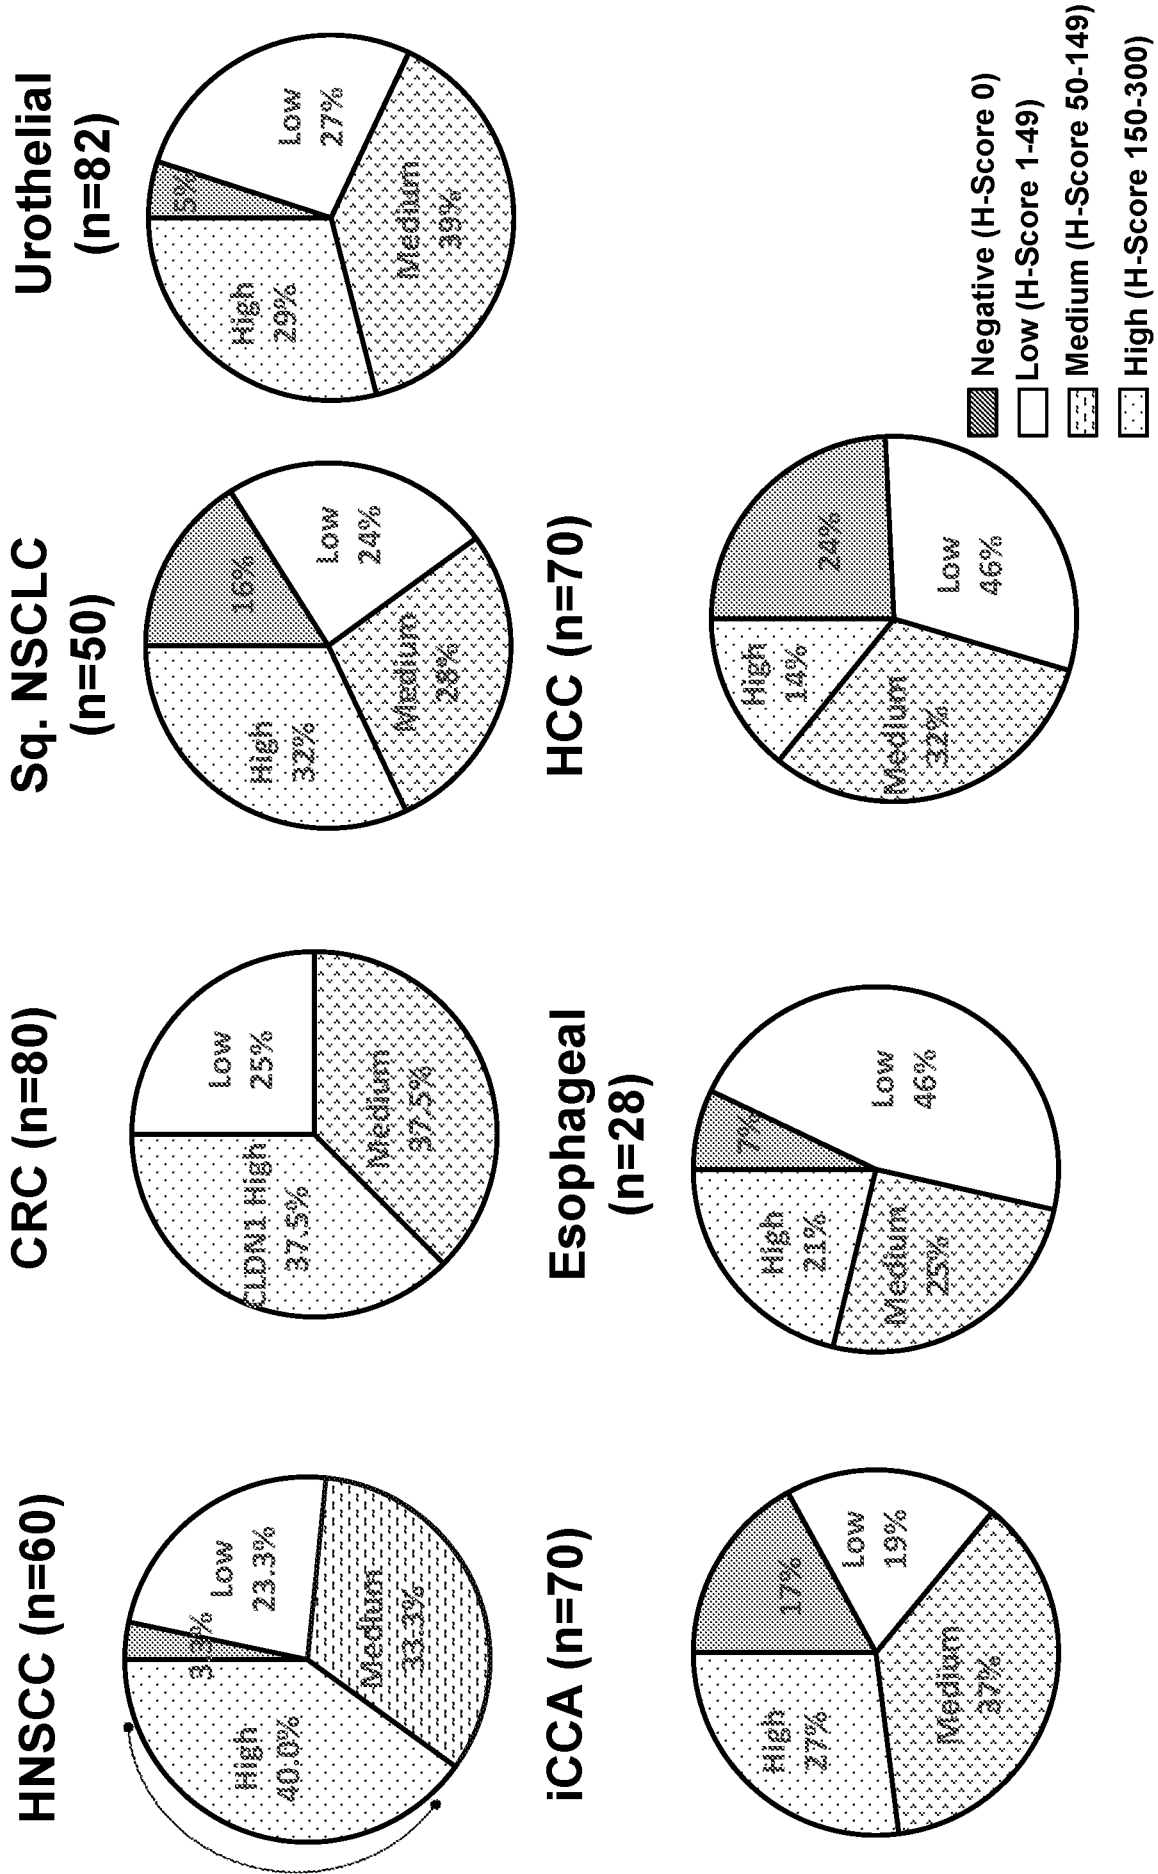 HNSCC (n=60)
3.3%
Low
23.3%
Medium
33.3%
High
40.0%
CRC (n=80)
Low
25%
Medium
37.5%
CLDN1 High
37.5%
Sq. NSCLC
(n=50)
16%
Low
24%
Medium
28%
High
32%
Urothelial
(n=82)
5%
Low
27%
Medium
39%
High
29%
iCCA (n=70)
17%
Low
19%
Medium
37%
High
27%
Esophageal
(n=28)
7%
Low
46%
Medium
25%
High
21%
HCC (n=70)
24%
Low
46%
Medium
32%
High
14%
Negative (H-Score 0)
Low (H-Score 1-49)
Medium (H-Score 50-149)
High (H-Score 150-300)